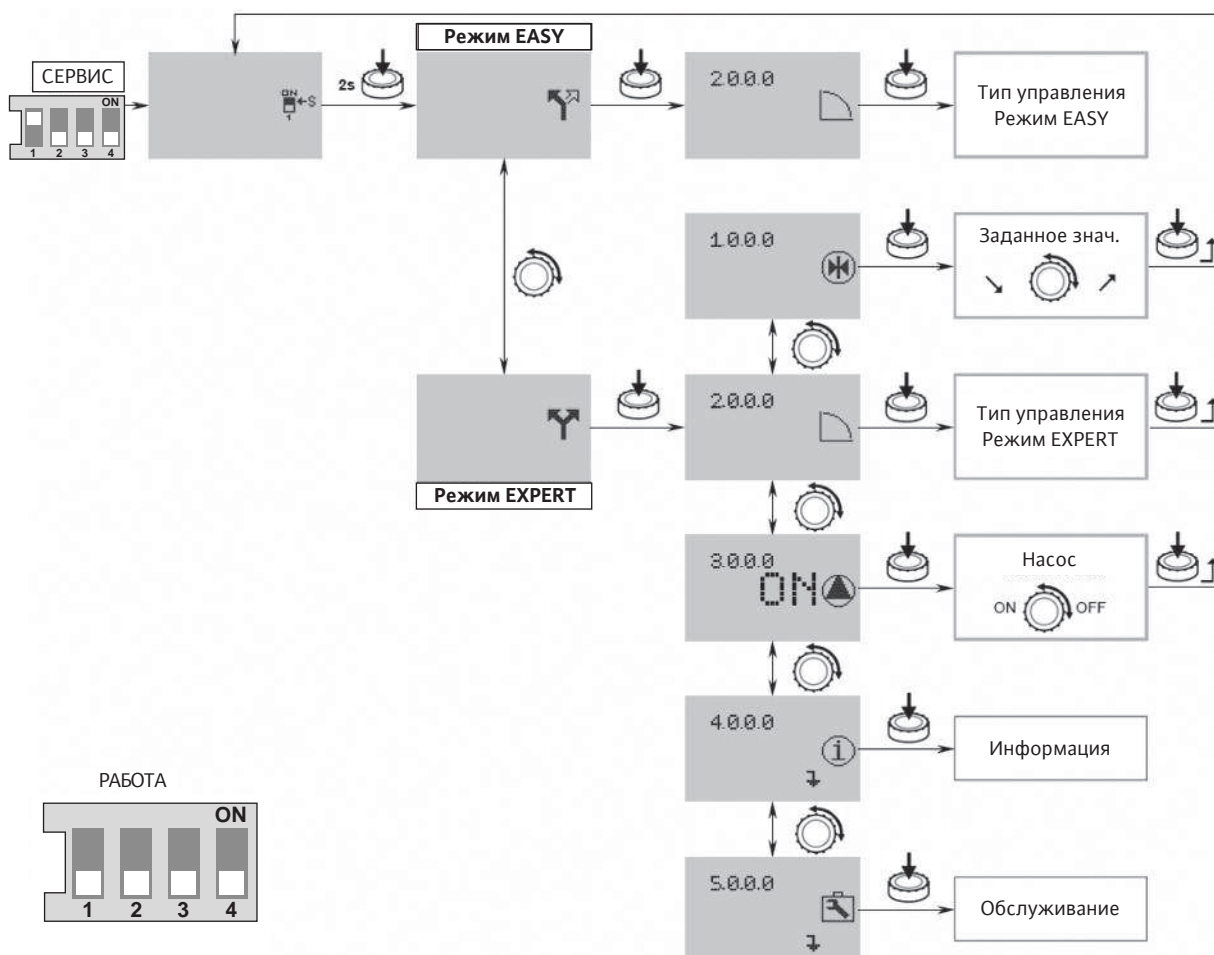 Режим EASY
СЕРВИС
ON
1 2 3 4
ON
←S
1
2s
2.0.0.0
Тип управления
Режим EASY
1.0.0.0
Заданное знач.
2.0.0.0
Тип управления
Режим EXPERT
Режим EXPERT
3.0.0.0
ON
Насос
ON OFF
4.0.0.0
i
Информация
РАБОТА
ON
1 2 3 4
5.0.0.0
Обслуживание